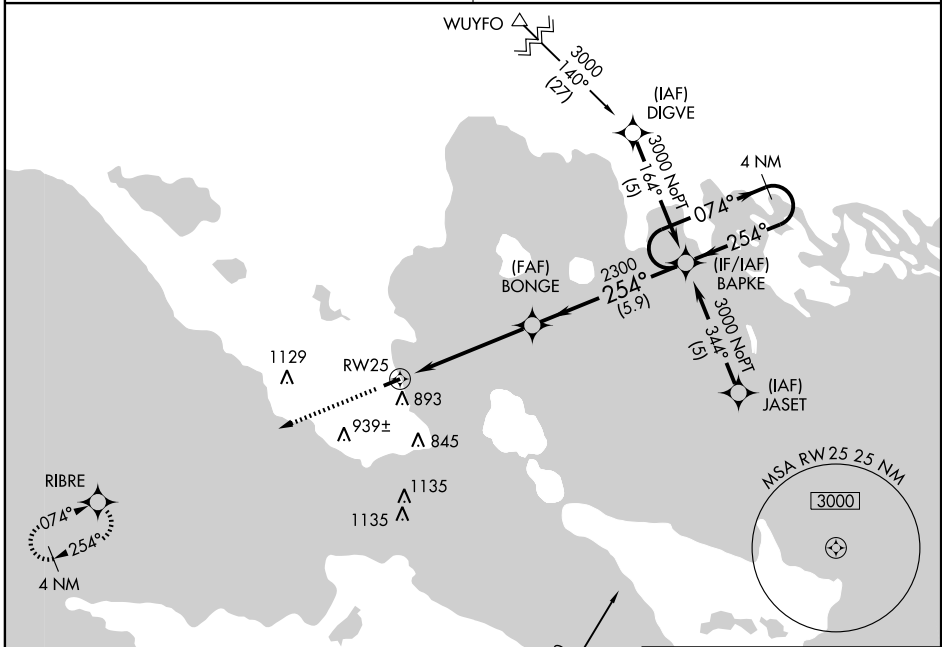 WUYFO
3000
140°
(27)
(IAF)
DIGVE
3000 NoPT
164°
(5)
4 NM
074°
254°
(IF/IAF)
BAPKE
(FAF)
BONGE
2300
254°
(5.9)
3000 NoPT
344°
(5)
(IAF)
JASET
1129
RW25
893
939±
845
1135
1135
RIBRE
074°
254°
4 NM
MSA RW25 25 NM
3000